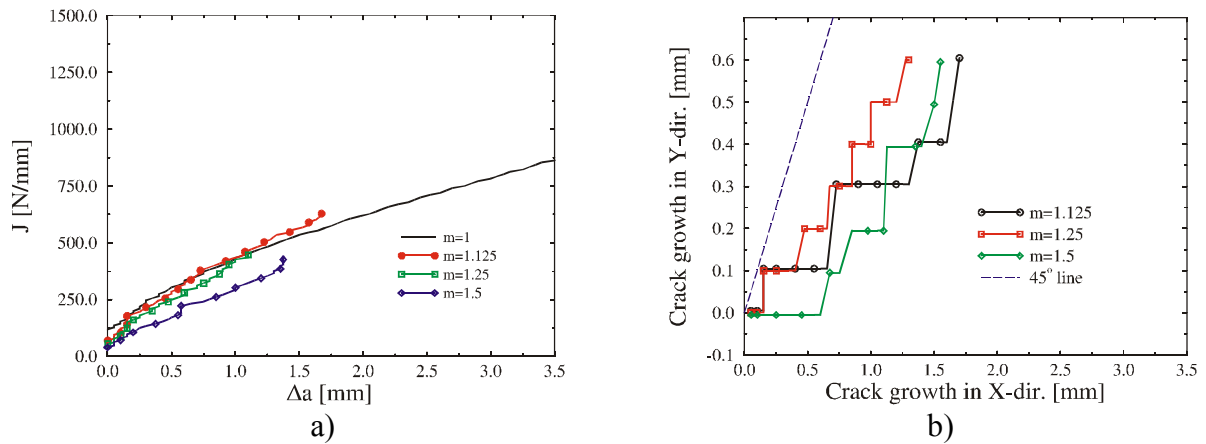 1500
1250
1000
750.0
500.0
250.0
0.0
J [N/mm]
m=1
m=1.125
m=1.25
m=1.5
0.0 0.5 1.0 1.5 2.0 2.5 3.0 3.5
Δa [mm]
a)
0.6
0.5
0.4
0.3
0.2
0.1
0.0
-0.1
Crack growth in Y-dir. [mm]
m=1.125
m=1.25
m=1.5
45° line
0.0 0.5 1.0 1.5 2.0 2.5 3.0 3.5
Crack growth in X-dir. [mm]
b)